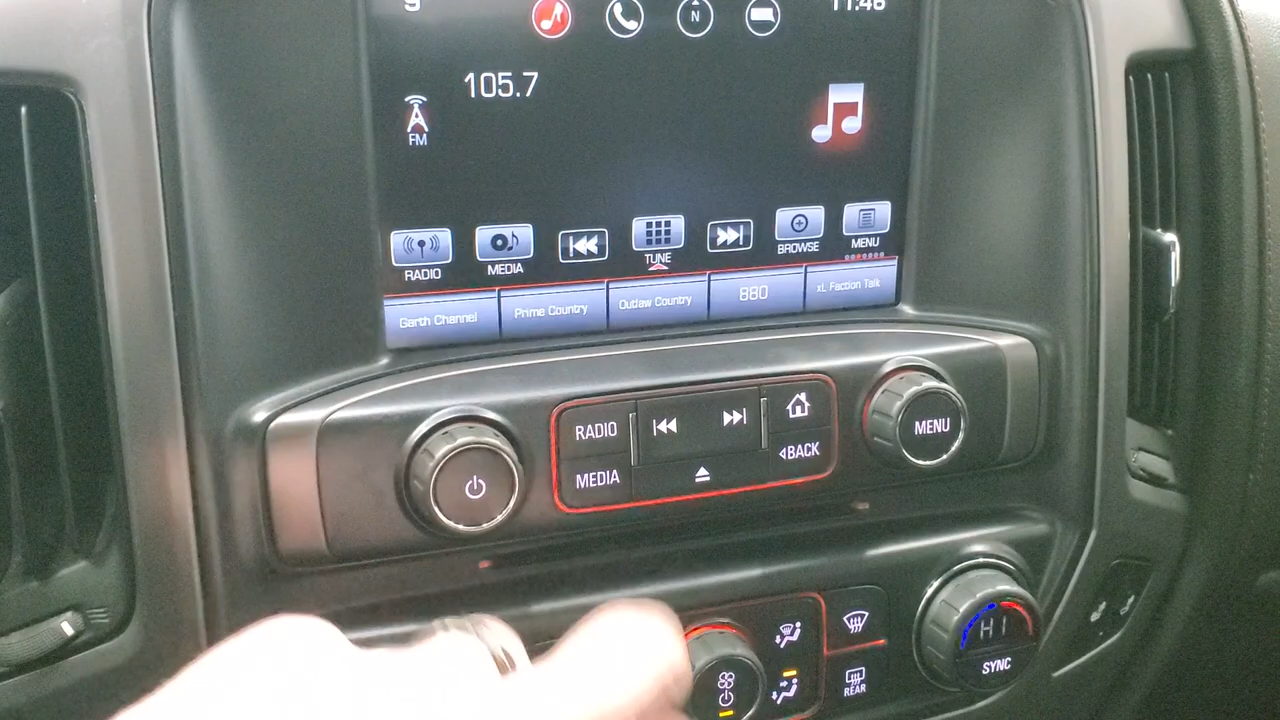 11:46
N
105.7
FM
RADIO
MEDIA
TUNE
BROWSE
MENU
Garth Channel
Prime Country
Outlaw Country
880
xL Faction Talk
RADIO
MEDIA
BACK
MENU
HI
SYNC
REAR